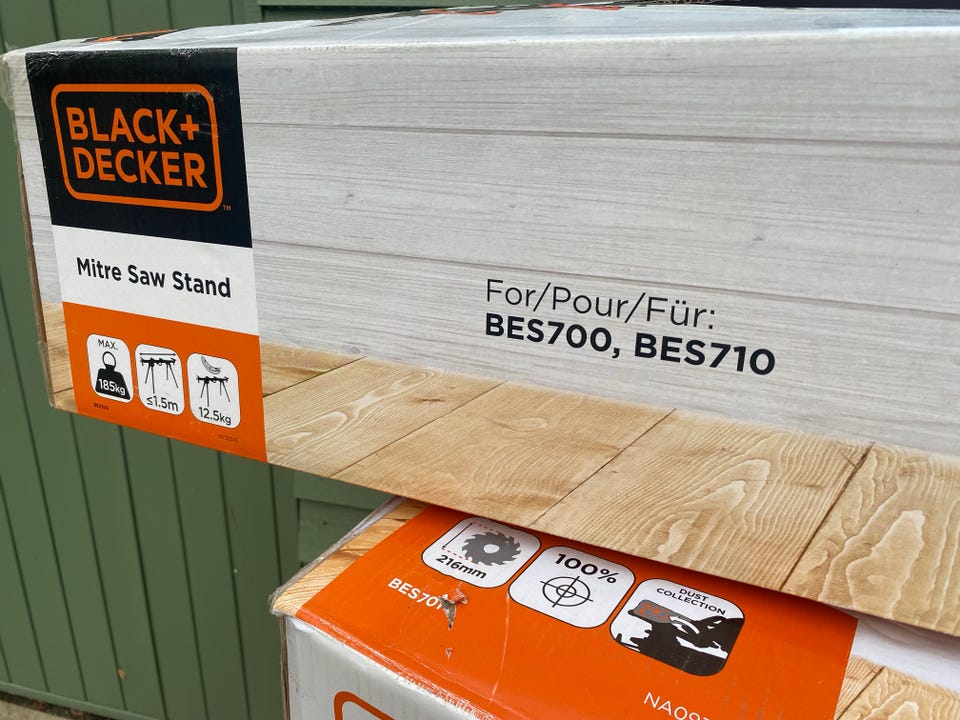 BLACK+
DECKER
TM
Mitre Saw Stand
MAX.
185kg
≤1.5m
12.5kg
For/Pour/Für:
BES700, BES710
216mm
100%
DUST
COLLECTION